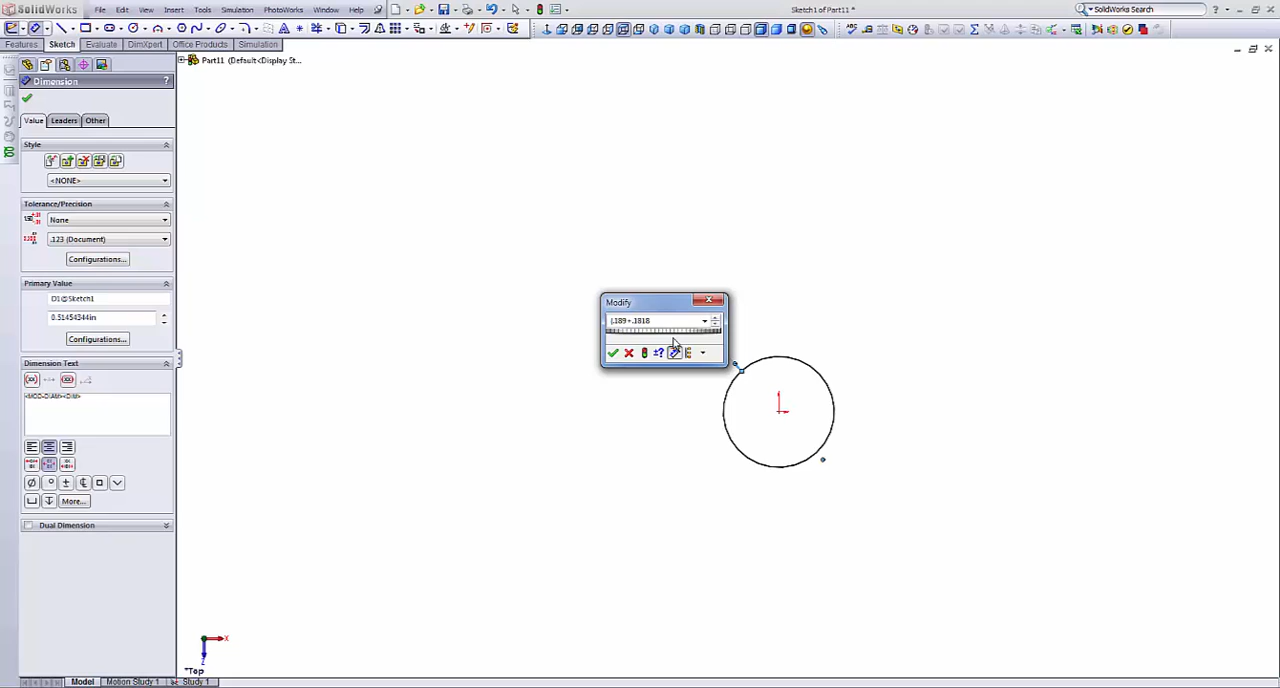 SolidWorks File Edit View Insert Tools Simulation PhotoWorks Window Help Sketch1 of Part11 * SolidWorks Search
Features Sketch Evaluate DimXpert Office Products Simulation
Part11 (Default<Display St...
Dimension ?
Value Leaders Other
Style
<NONE>
Tolerance/Precision
None
.123 (Document)
Configurations...
Primary Value
D1@Sketch1
0.51454344in
Configurations...
Dimension Text
<MOD-DIAM><DIM>
More...
Dual Dimension
Modify
(.189+.1818
X
Z
*Top
Model Motion Study 1 Study 1